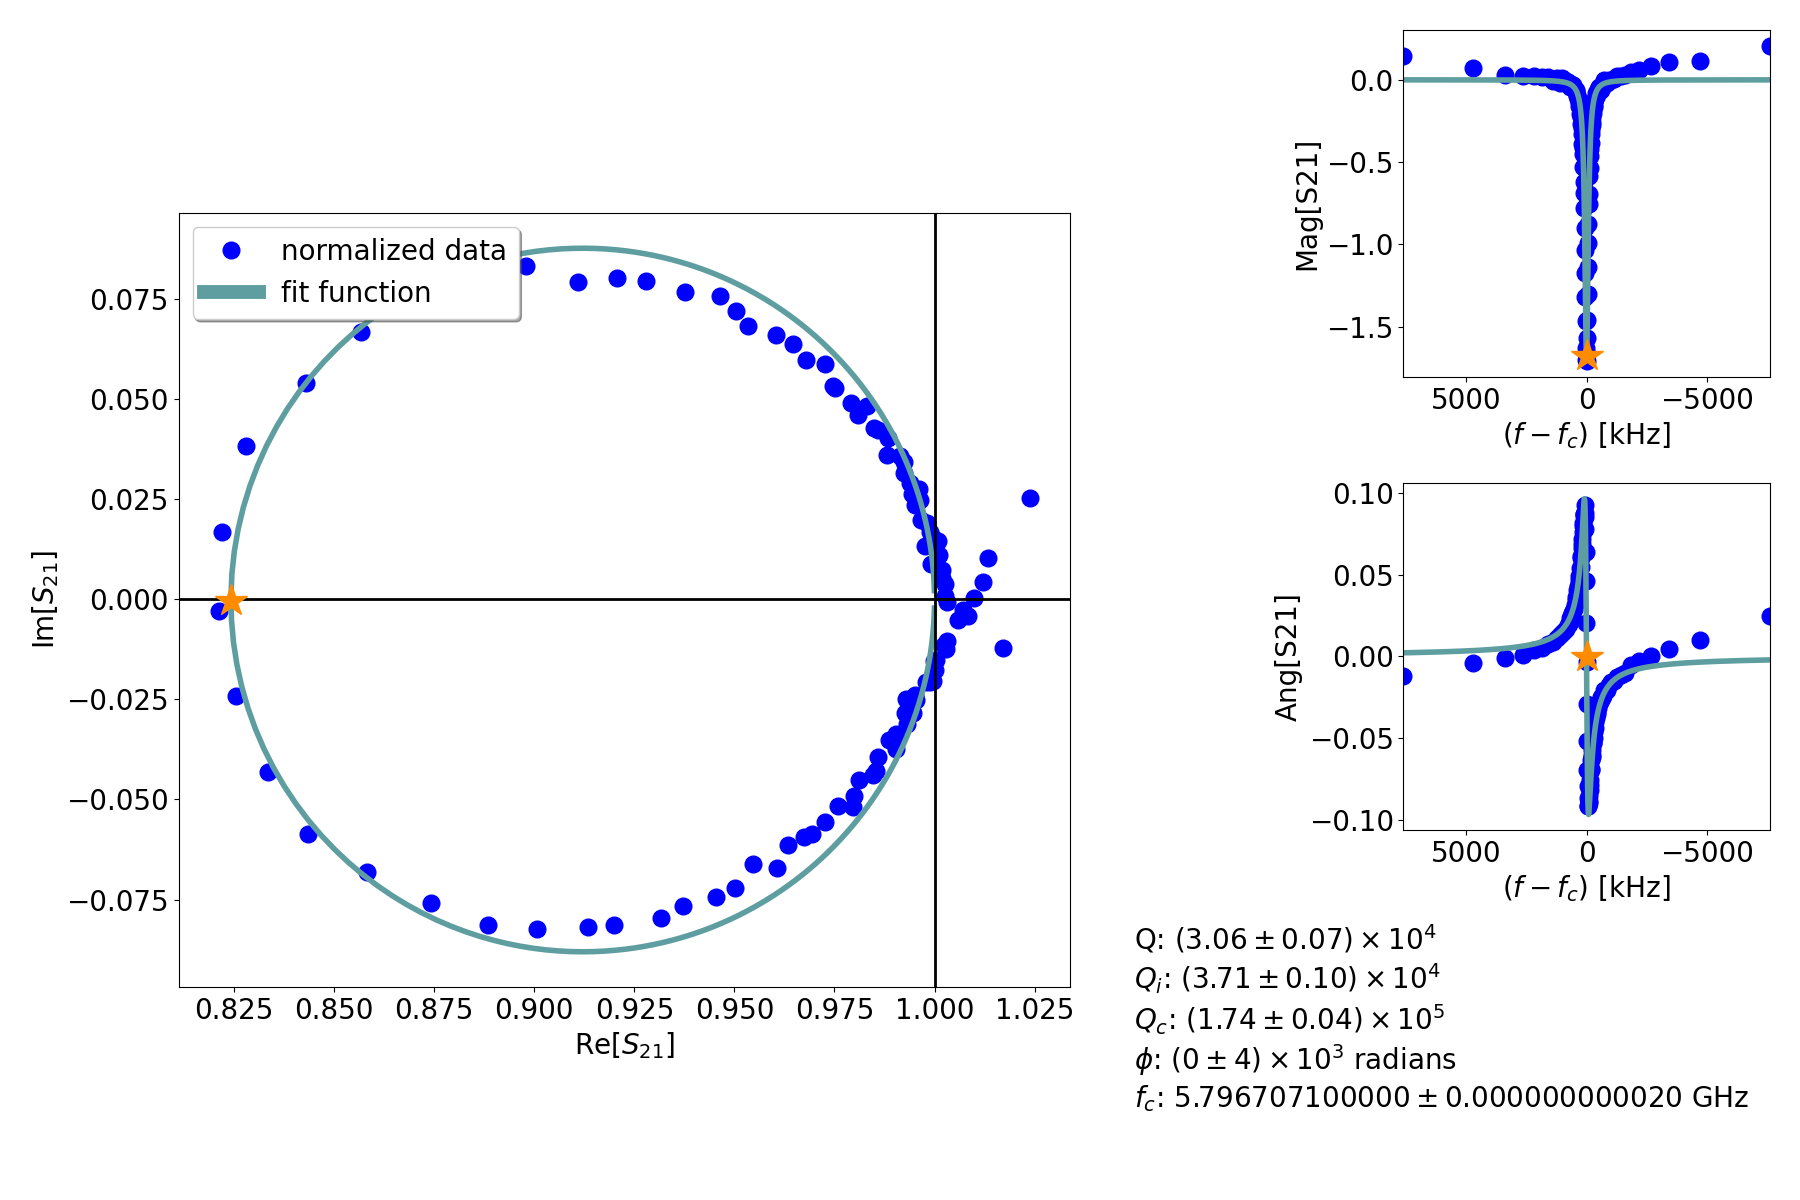 normalized data
fit function
0.075
0.050
0.025
0.000
−0.025
−0.050
−0.075
Im[S21]
0.825 0.850 0.875 0.900 0.925 0.950 0.975 1.000 1.025
Re[S21]
0.0
−0.5
−1.0
−1.5
Mag[S21]
5000 0 −5000
(f − fc) [kHz]
0.10
0.05
0.00
−0.05
−0.10
Ang[S21]
5000 0 −5000
(f − fc) [kHz]
Q: (3.06 ± 0.07) × 10^4
Qi: (3.71 ± 0.10) × 10^4
Qc: (1.74 ± 0.04) × 10^5
ϕ: (0 ± 4) × 10^3 radians
fc: 5.796707100000 ± 0.000000000020 GHz